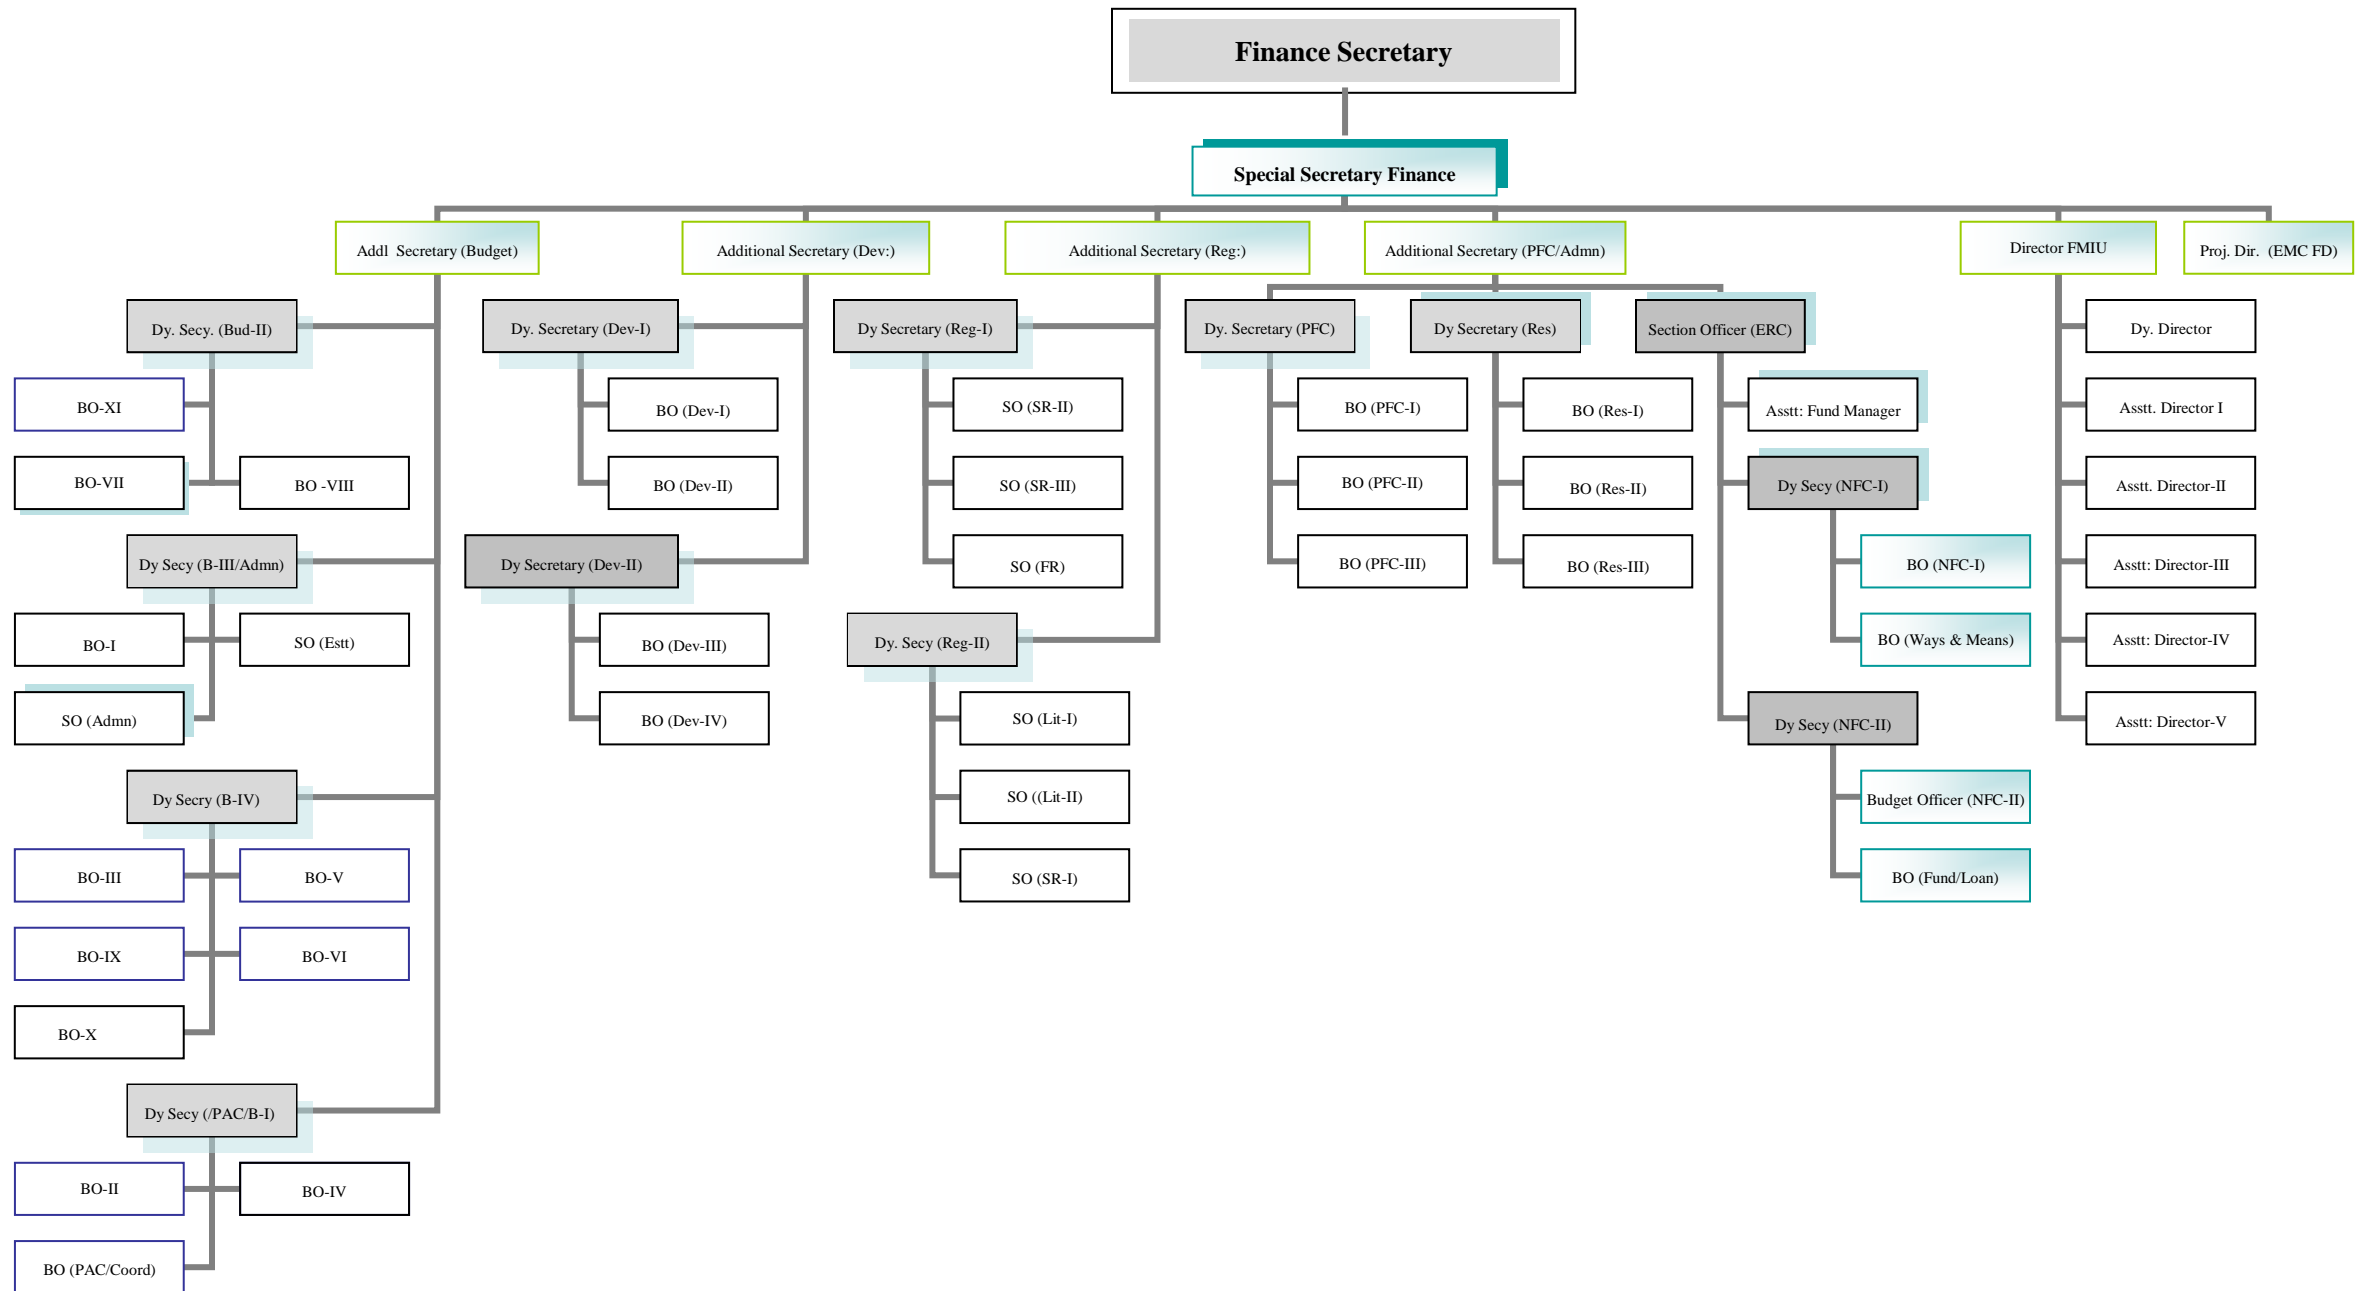 Finance Secretary
Special Secretary Finance
Addl  Secretary (Budget)
Additional Secretary (Dev:)
Additional Secretary (Reg:)
Additional Secretary (PFC/Admn)
Director FMIU
Proj. Dir.  (EMC FD)
Dy. Secy. (Bud-II)
BO-XI
BO-VII
BO -VIII
Dy Secy (B-III/Admn)
BO-I
SO (Estt)
SO (Admn)
Dy Secry (B-IV)
BO-III
BO-V
BO-IX
BO-VI
BO-X
Dy Secy (/PAC/B-I)
BO-II
BO-IV
BO (PAC/Coord)
Dy. Secretary (Dev-I)
BO (Dev-I)
BO (Dev-II)
Dy Secretary (Dev-II)
BO (Dev-III)
BO (Dev-IV)
Dy Secretary (Reg-I)
SO (SR-II)
SO (SR-III)
SO (FR)
Dy. Secy (Reg-II)
SO (Lit-I)
SO ((Lit-II)
SO (SR-I)
Dy. Secretary (PFC)
BO (PFC-I)
BO (PFC-II)
BO (PFC-III)
Dy Secretary (Res)
BO (Res-I)
BO (Res-II)
BO (Res-III)
Section Officer (ERC)
Asstt: Fund Manager
Dy Secy (NFC-I)
BO (NFC-I)
BO (Ways & Means)
Dy Secy (NFC-II)
Budget Officer (NFC-II)
BO (Fund/Loan)
Dy. Director
Asstt. Director I
Asstt. Director-II
Asstt: Director-III
Asstt: Director-IV
Asstt: Director-V